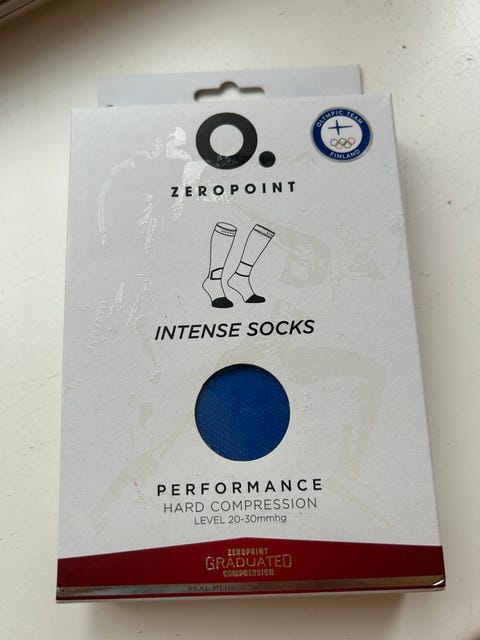 O.
OLYMPIC TEAM
FINLAND
ZEROPOINT
INTENSE SOCKS
PERFORMANCE
HARD COMPRESSION
LEVEL 20-30mmhg
ZEROPOINT
GRADUATED
COMPRESSION